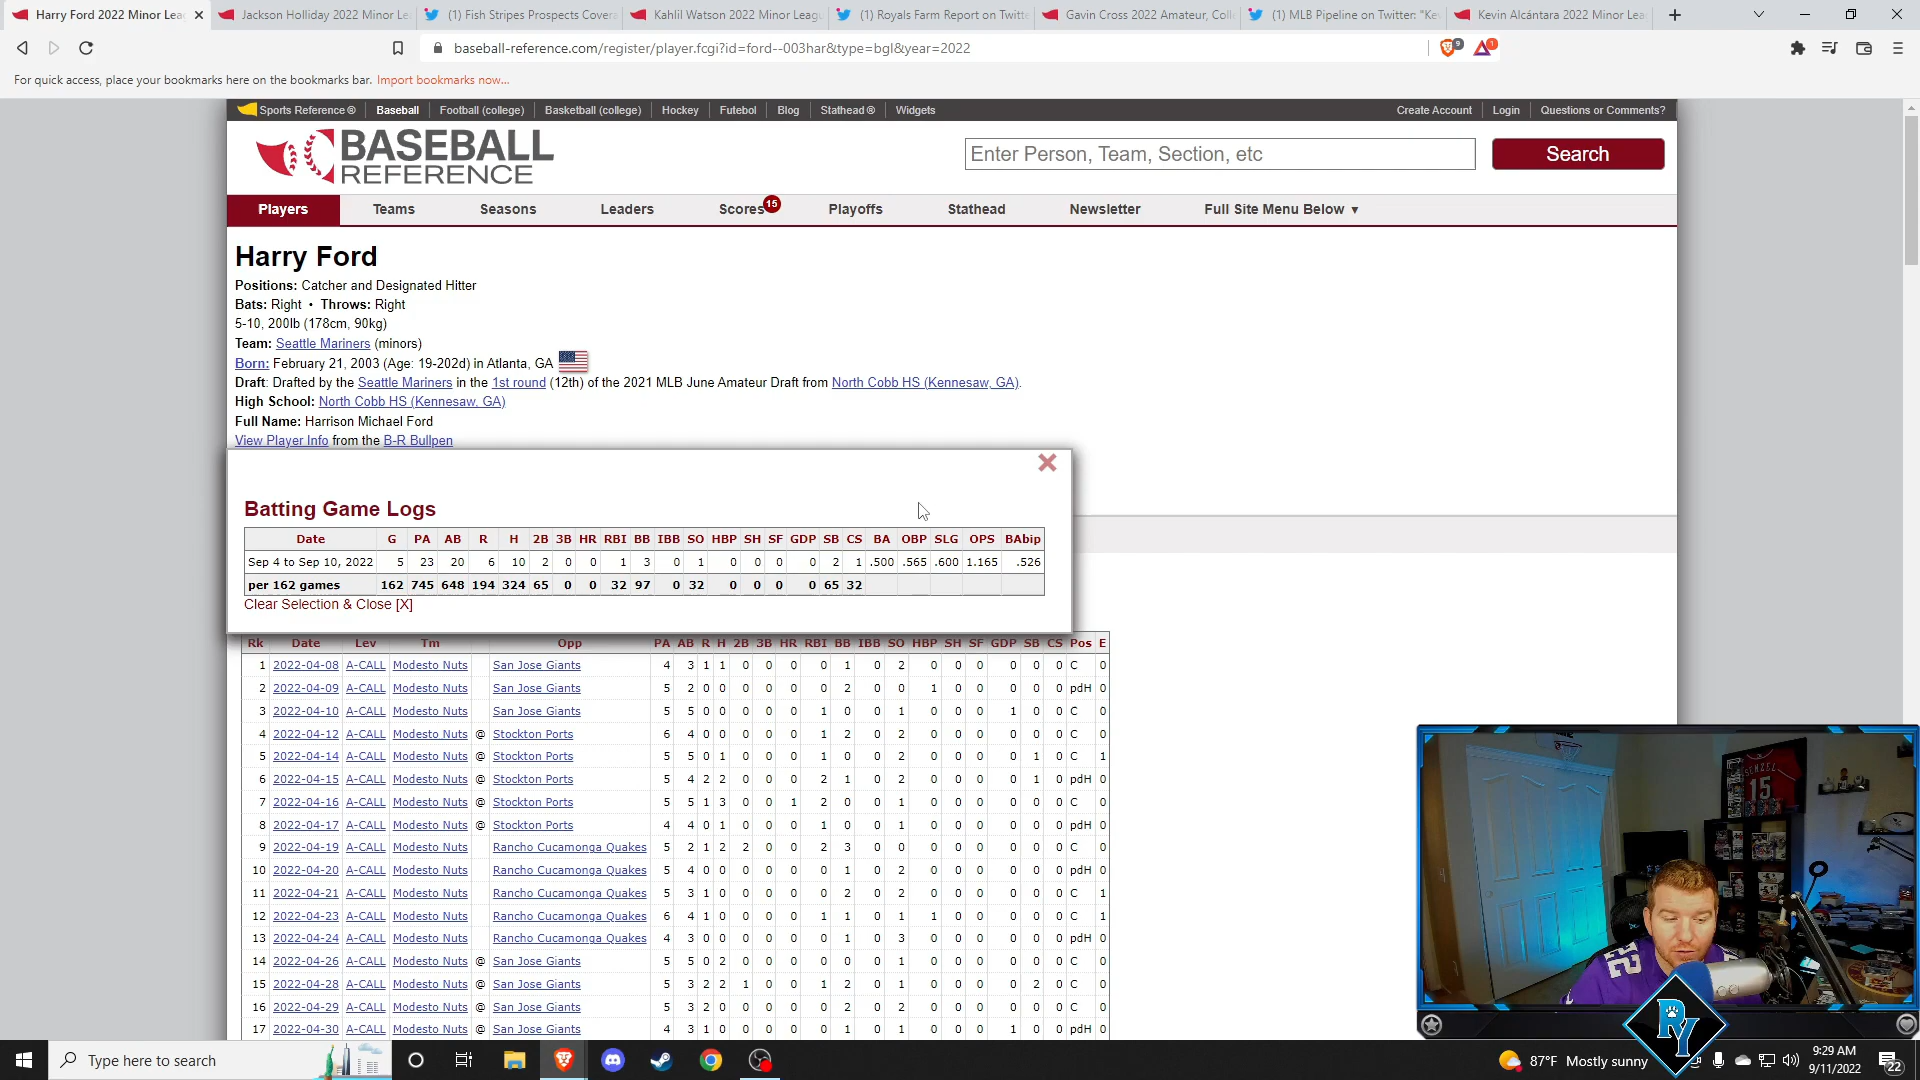 Harry Ford 2022 Minor Lea
Jackson Holliday 2022 Minor Le
(1) Fish Stripes Prospects Covera
Kahlil Watson 2022 Minor Leagu
(1) Royals Farm Report on Twitte
Gavin Cross 2022 Amateur, Coll
(1) MLB Pipeline on Twitter: "Kev
Kevin Alcántara 2022 Minor Lea
baseball-reference.com/register/player.fcgi?id=ford--003har&type=bgl&year=2022
9
1
For quick access, place your bookmarks here on the bookmarks bar. Import bookmarks now...
Sports Reference ® Baseball Football (college) Basketball (college) Hockey Futebol Blog Stathead ® Widgets Create Account Login Questions or Comments?
BASEBALL
REFERENCE
Enter Person, Team, Section, etc
Search
Players Teams Seasons Leaders Scores 15 Playoffs Stathead Newsletter Full Site Menu Below ▼
Harry Ford
Positions: Catcher and Designated Hitter
Bats: Right • Throws: Right
5-10, 200lb (178cm, 90kg)
Team: Seattle Mariners (minors)
Born: February 21, 2003 (Age: 19-202d) in Atlanta, GA
Draft: Drafted by the Seattle Mariners in the 1st round (12th) of the 2021 MLB June Amateur Draft from North Cobb HS (Kennesaw, GA).
High School: North Cobb HS (Kennesaw, GA)
Full Name: Harrison Michael Ford
View Player Info from the B-R Bullpen
Batting Game Logs
Date G PA AB R H 2B 3B HR RBI BB IBB SO HBP SH SF GDP SB CS BA OBP SLG OPS BAbip
Sep 4 to Sep 10, 2022 5 23 20 6 10 2 0 0 1 3 0 1 0 0 0 0 2 1 .500 .565 .600 1.165 .526
per 162 games 162 745 648 194 324 65 0 0 32 97 0 32 0 0 0 0 65 32
Clear Selection & Close [X]
Rk Date Lev Tm Opp PA AB R H 2B 3B HR RBI BB IBB SO HBP SH SF GDP SB CS Pos E
1 2022-04-08 A-CALL Modesto Nuts San Jose Giants 4 3 1 1 0 0 0 0 1 0 2 0 0 0 0 0 0 C 0
2 2022-04-09 A-CALL Modesto Nuts San Jose Giants 5 2 0 0 0 0 0 0 2 0 0 1 0 0 0 0 0 pdH 0
3 2022-04-10 A-CALL Modesto Nuts San Jose Giants 5 5 0 0 0 0 0 1 0 0 1 0 0 0 1 0 0 C 0
4 2022-04-12 A-CALL Modesto Nuts @ Stockton Ports 6 4 0 0 0 0 0 1 2 0 2 0 0 0 0 0 0 C 0
5 2022-04-14 A-CALL Modesto Nuts @ Stockton Ports 5 5 0 1 0 0 0 1 0 0 2 0 0 0 0 1 0 C 1
6 2022-04-15 A-CALL Modesto Nuts @ Stockton Ports 5 4 2 2 0 0 0 2 1 0 2 0 0 0 0 1 0 pdH 0
7 2022-04-16 A-CALL Modesto Nuts @ Stockton Ports 5 5 1 3 0 0 1 2 0 0 1 0 0 0 0 0 0 C 0
8 2022-04-17 A-CALL Modesto Nuts @ Stockton Ports 4 4 0 1 0 0 0 1 0 0 1 0 0 0 0 0 0 pdH 0
9 2022-04-19 A-CALL Modesto Nuts Rancho Cucamonga Quakes 5 2 1 2 2 0 0 2 3 0 0 0 0 0 0 0 0 C 0
10 2022-04-20 A-CALL Modesto Nuts Rancho Cucamonga Quakes 5 4 0 0 0 0 0 0 1 0 2 0 0 0 0 0 0 pdH 0
11 2022-04-21 A-CALL Modesto Nuts Rancho Cucamonga Quakes 5 3 1 0 0 0 0 0 2 0 2 0 0 0 0 0 0 C 1
12 2022-04-23 A-CALL Modesto Nuts Rancho Cucamonga Quakes 6 4 1 0 0 0 0 1 1 0 1 1 0 0 0 0 0 C 1
13 2022-04-24 A-CALL Modesto Nuts Rancho Cucamonga Quakes 4 3 0 0 0 0 0 0 1 0 3 0 0 0 0 0 0 pdH 0
14 2022-04-26 A-CALL Modesto Nuts @ San Jose Giants 5 5 0 2 0 0 0 0 0 0 1 0 0 0 0 0 0 C 0
15 2022-04-28 A-CALL Modesto Nuts @ San Jose Giants 5 3 2 2 1 0 0 1 2 0 1 0 0 0 0 2 0 C 0
16 2022-04-29 A-CALL Modesto Nuts @ San Jose Giants 5 3 2 0 0 0 0 0 2 0 2 0 0 0 0 0 0 C 0
17 2022-04-30 A-CALL Modesto Nuts @ San Jose Giants 4 3 1 0 0 0 0 0 1 0 1 0 0 0 1 0 0 pdH 0
SENZEL
15
RY
Type here to search
87°F Mostly sunny
9:29 AM
9/11/2022
22